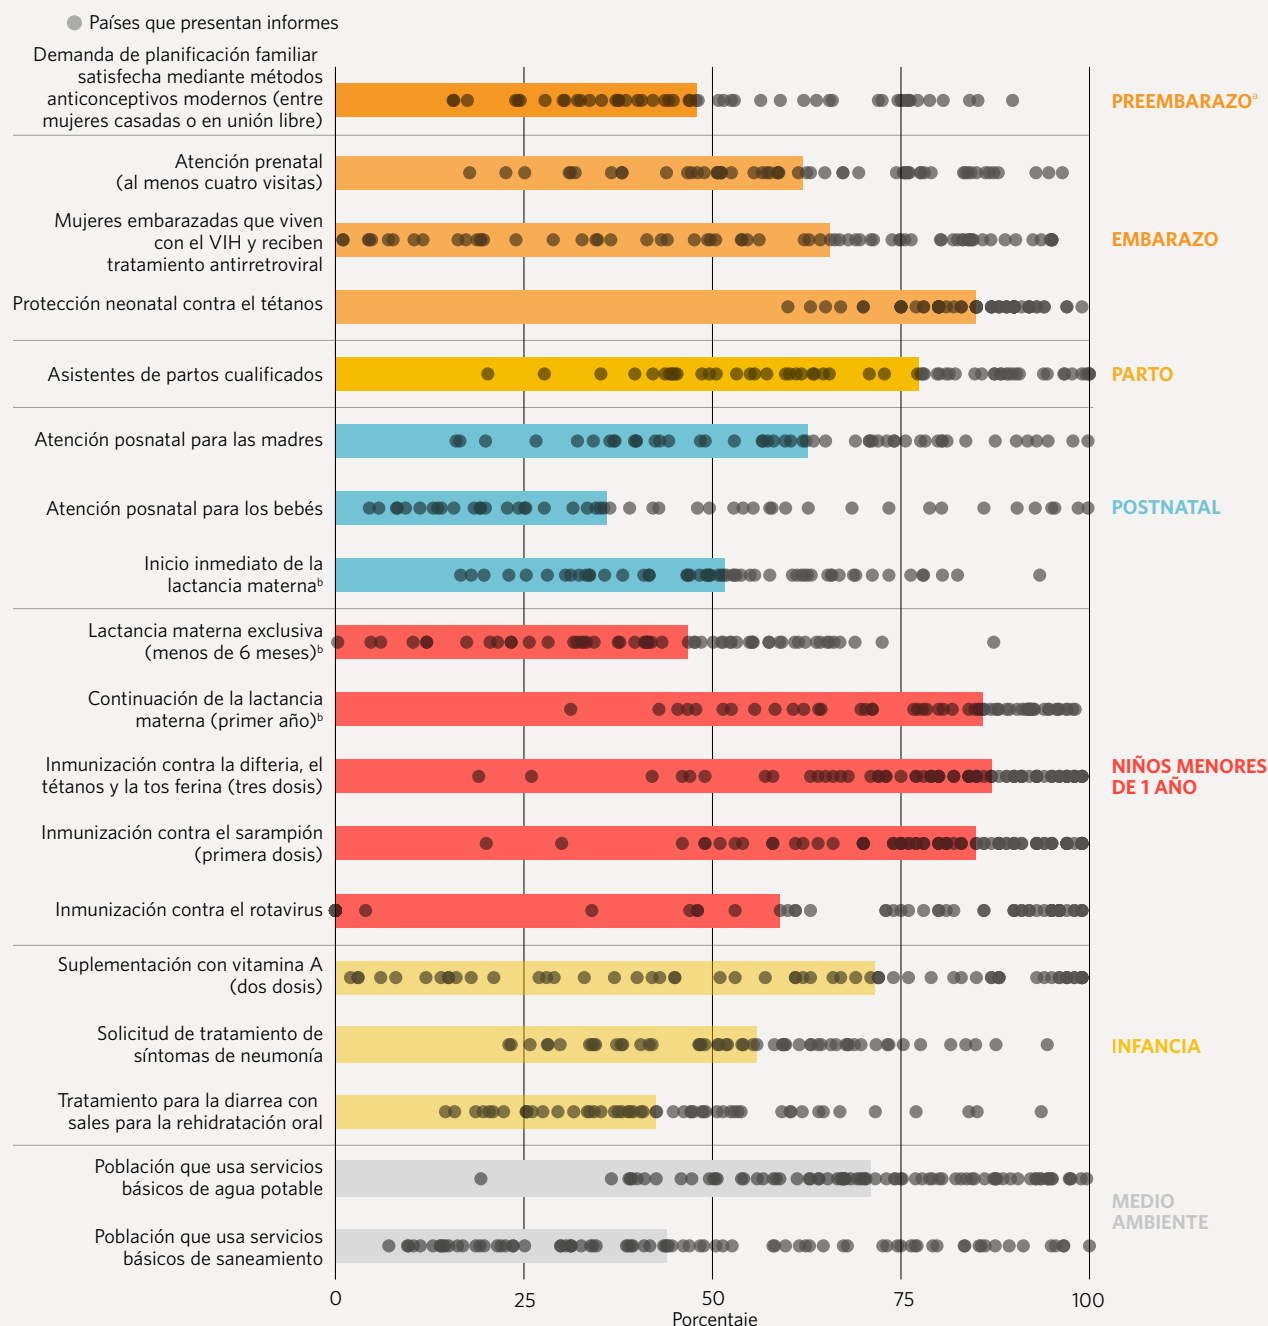 Países que presentan informes
Demanda de planificación familiar
satisfecha mediante métodos
anticonceptivos modernos (entre
mujeres casadas o en unión libre)
PREEMBARAZOᵃ
Atención prenatal
(al menos cuatro visitas)
Mujeres embarazadas que viven
con el VIH y reciben
tratamiento antirretroviral
EMBARAZO
Protección neonatal contra el tétanos
Asistentes de partos cualificados
PARTO
Atención posnatal para las madres
Atención posnatal para los bebés
POSTNATAL
Inicio inmediato de la
lactancia maternaᵇ
Lactancia materna exclusiva
(menos de 6 meses)ᵇ
Continuación de la lactancia
materna (primer año)ᵇ
Inmunización contra la difteria, el
tétanos y la tos ferina (tres dosis)
NIÑOS MENORES
DE 1 AÑO
Inmunización contra el sarampión
(primera dosis)
Inmunización contra el rotavirus
Suplementación con vitamina A
(dos dosis)
Solicitud de tratamiento de
síntomas de neumonía
INFANCIA
Tratamiento para la diarrea con
sales para la rehidratación oral
Población que usa servicios
básicos de agua potable
MEDIO
AMBIENTE
Población que usa servicios
básicos de saneamiento
0 25 50 75 100
Porcentaje